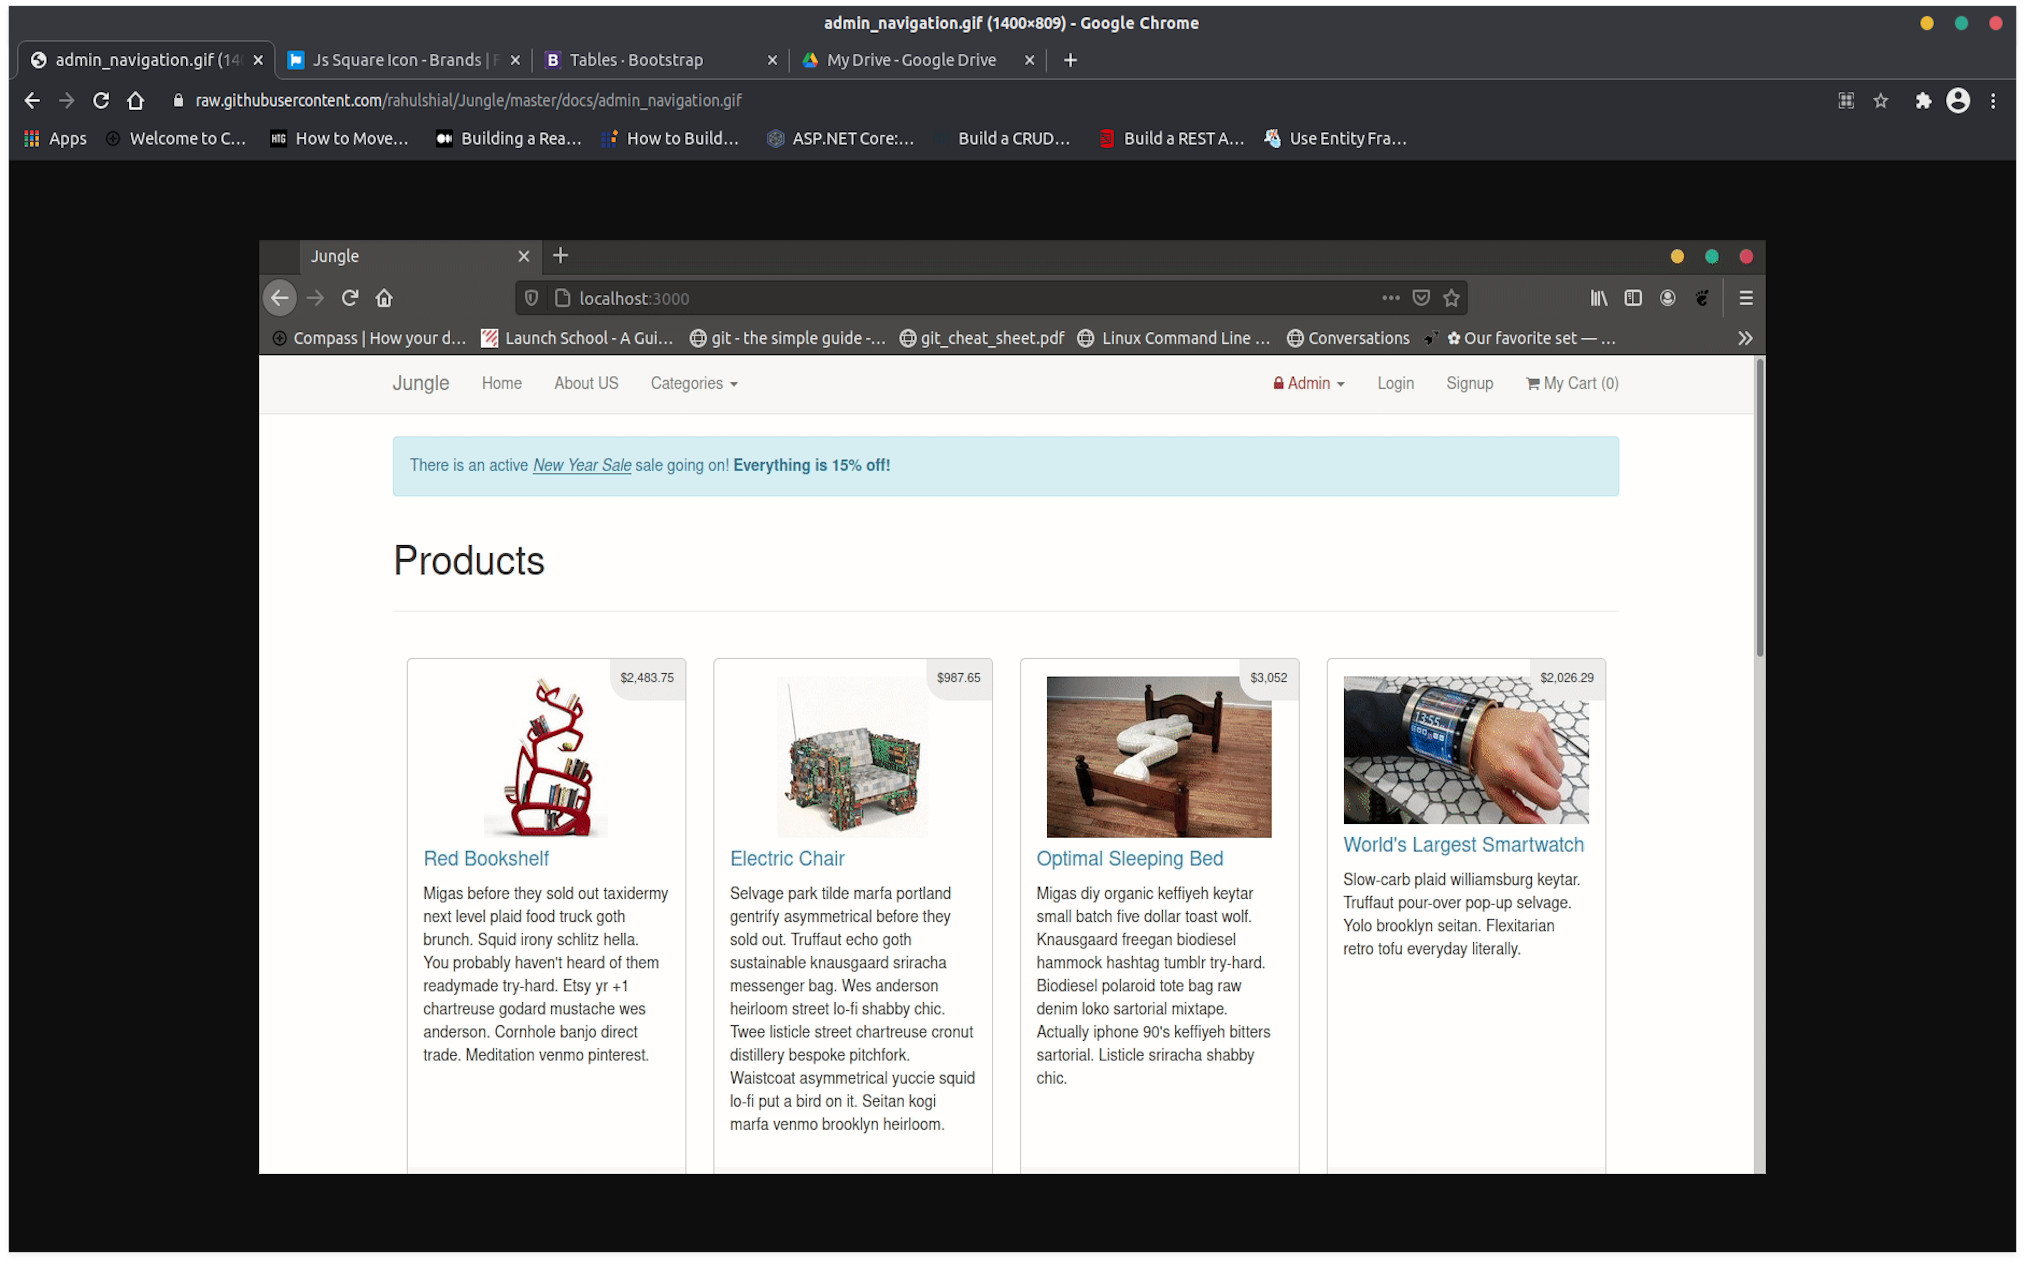 admin_navigation.gif (1400×809) - Google Chrome
admin_navigation.gif (14
Js Square Icon - Brands | F
Tables · Bootstrap
My Drive - Google Drive
raw.githubusercontent.com/rahulshial/Jungle/master/docs/admin_navigation.gif
Apps
Welcome to C...
HTG How to Move...
Building a Rea...
How to Build...
ASP.NET Core:...
Build a CRUD...
Build a REST A...
Use Entity Fra...
Jungle
localhost:3000
Compass | How your d...
Launch School - A Gui...
git - the simple guide -...
git_cheat_sheet.pdf
Linux Command Line ...
Conversations
Our favorite set — ...
Jungle
Home
About US
Categories
Admin
Login
Signup
My Cart (0)
There is an active New Year Sale sale going on! Everything is 15% off!
Products
$2,483.75
Red Bookshelf
Migas before they sold out taxidermy
next level plaid food truck goth
brunch. Squid irony schlitz hella.
You probably haven't heard of them
readymade try-hard. Etsy yr +1
chartreuse godard mustache wes
anderson. Cornhole banjo direct
trade. Meditation venmo pinterest.
$987.65
Electric Chair
Selvage park tilde marfa portland
gentrify asymmetrical before they
sold out. Truffaut echo goth
sustainable knausgaard sriracha
messenger bag. Wes anderson
heirloom street lo-fi shabby chic.
Twee listicle street chartreuse cronut
distillery bespoke pitchfork.
Waistcoat asymmetrical yuccie squid
lo-fi put a bird on it. Seitan kogi
marfa venmo brooklyn heirloom.
$3,052
Optimal Sleeping Bed
Migas diy organic keffiyeh keytar
small batch five dollar toast wolf.
Knausgaard freegan biodiesel
hammock hashtag tumblr try-hard.
Biodiesel polaroid tote bag raw
denim loko sartorial mixtape.
Actually iphone 90's keffiyeh bitters
sartorial. Listicle sriracha shabby
chic.
$2,026.29
13:55
World's Largest Smartwatch
Slow-carb plaid williamsburg keytar.
Truffaut pour-over pop-up selvage.
Yolo brooklyn seitan. Flexitarian
retro tofu everyday literally.